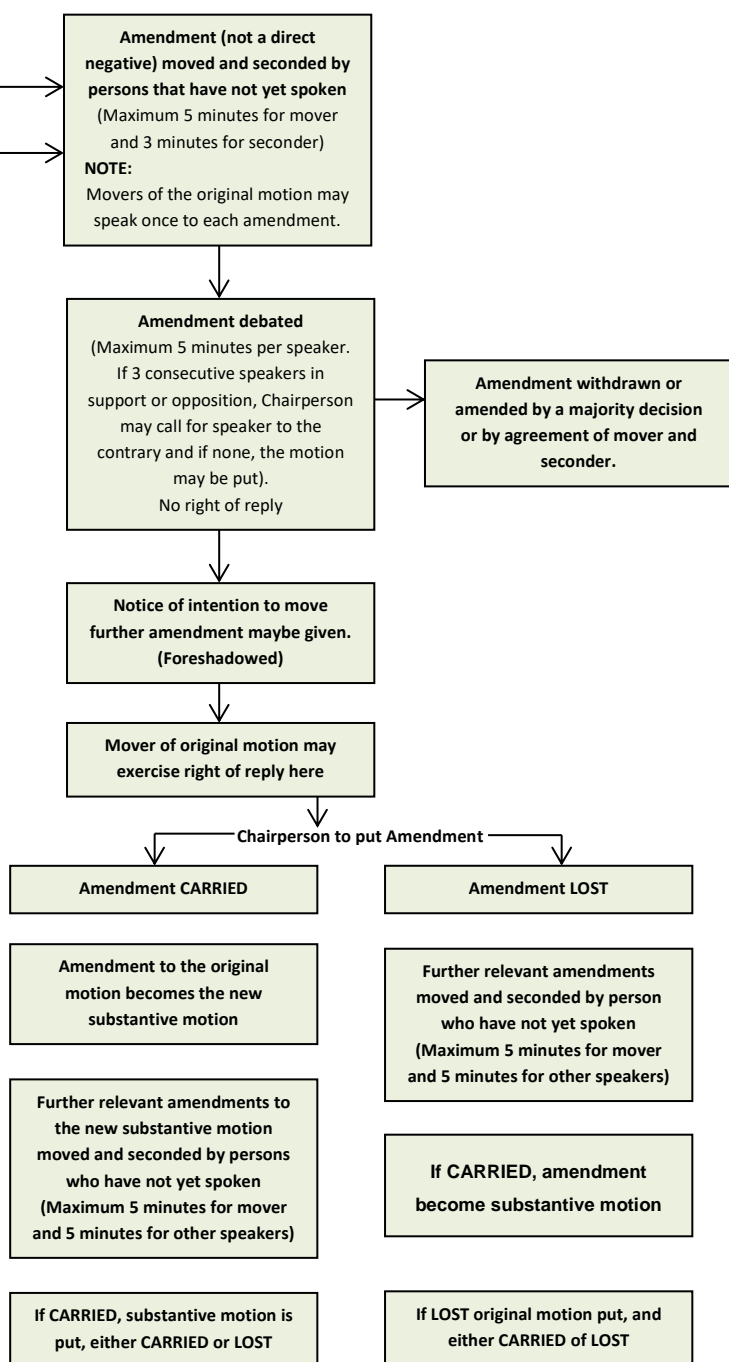 Amendment (not a direct
negative) moved and seconded by
persons that have not yet spoken
(Maximum 5 minutes for mover
and 3 minutes for seconder)
NOTE:
Movers of the original motion may
speak once to each amendment.
Amendment debated
(Maximum 5 minutes per speaker.
If 3 consecutive speakers in
support or opposition, Chairperson
may call for speaker to the
contrary and if none, the motion
may be put).
No right of reply
Amendment withdrawn or
amended by a majority decision
or by agreement of mover and
seconder.
Notice of intention to move
further amendment maybe given.
(Foreshadowed)
Mover of original motion may
exercise right of reply here
Chairperson to put Amendment
Amendment CARRIED
Amendment to the original
motion becomes the new
substantive motion
Further relevant amendments to
the new substantive motion
moved and seconded by persons
who have not yet spoken
(Maximum 5 minutes for mover
and 5 minutes for other speakers)
If CARRIED, substantive motion is
put, either CARRIED or LOST
Amendment LOST
Further relevant amendments
moved and seconded by person
who have not yet spoken
(Maximum 5 minutes for mover
and 5 minutes for other speakers)
If CARRIED, amendment
become substantive motion
If LOST original motion put, and
either CARRIED of LOST